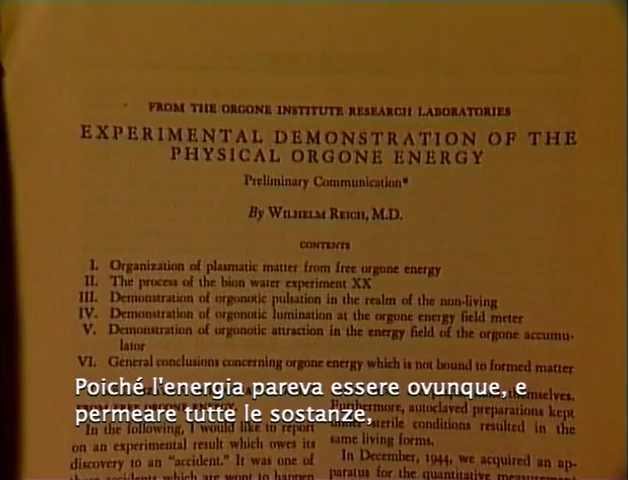 FROM THE ORGONE INSTITUTE RESEARCH LABORATORIES
EXPERIMENTAL DEMONSTRATION OF THE
PHYSICAL ORGONE ENERGY
Preliminary Communication*
By WILHELM REICH, M.D.
CONTENTS
I. Organization of plasmatic matter from free orgone energy
II. The process of the bion water experiment XX
III. Demonstration of orgonotic pulsation in the realm of the non-living
IV. Demonstration of orgonotic lumination at the orgone energy field meter
V. Demonstration of orgonotic attraction in the energy field of the orgone accumu-
lator
VI. General conclusions concerning orgone energy which is not bound to formed matter
Poiché l'energia pareva essere ovunque, e
permeare tutte le sostanze,
In the following, I would like to report
on an experimental result which owes its
discovery to an "accident." It was one of
themselves.
Furthermore, autoclaved preparations kept
sterile conditions resulted in the
same living forms.
In December, 1944, we acquired an ap-
paratus for the quantitative measurement